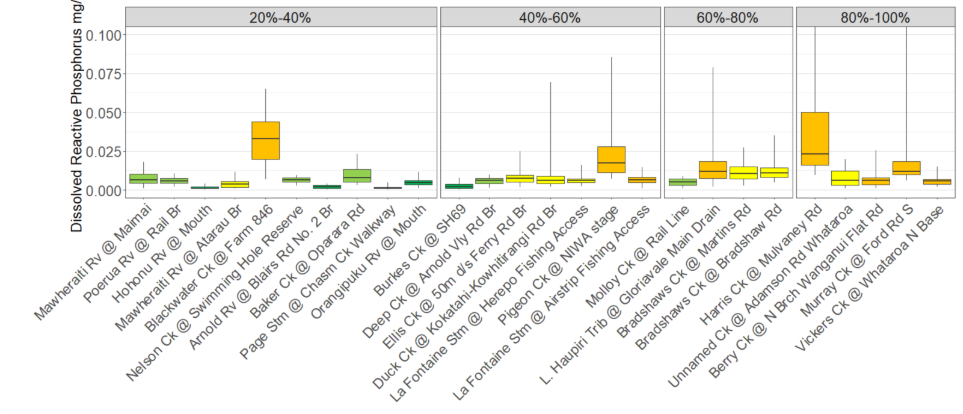 Dissolved Reactive Phosphorus mg/
20%-40%
40%-60%
60%-80%
80%-100%
0.100
0.075
0.050
0.025
0.000
Mawheraiti Rv @ Maimai
Poerua Rv @ Rail Br
Hohonu Rv @ Mouth
Mawheraiti Rv @ Atarau Br
Blackwater Ck @ Farm 846
Nelson Ck @ Swimming Hole Reserve
Arnold Rv @ Blairs Rd No. 2 Br
Baker Ck @ Oparara Rd
Page Stm @ Chasm Ck Walkway
Orangipuku Rv @ Mouth
Burkes Ck @ SH69
Deep Ck @ Arnold Vly Rd Br
Ellis Ck @ 50m d/s Ferry Rd Br
Duck Ck @ Kokatahi-Kowhitirangi Rd Br
La Fontaine Stm @ Herepo Fishing Access
Pigeon Ck @ NIWA stage
La Fontaine Stm @ Airstrip Fishing Access
Molloy Ck @ Rail Line
L. Haupiri Trib @ Gloriavale Main Drain
Bradshaws Ck @ Martins Rd
Bradshaws Ck @ Bradshaw Rd
Harris Ck @ Mulvaney Rd
Unnamed Ck @ Adamson Rd Whataroa
Berry Ck @ N Brch Wanganui Flat Rd
Murray Ck @ Ford Rd S
Vickers Ck @ Whataroa N Base